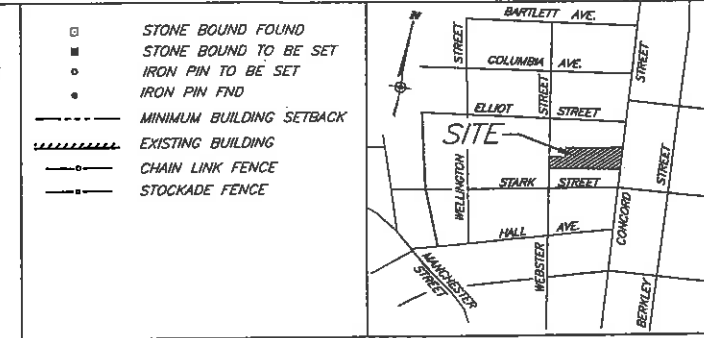 STONE BOUND FOUND
STONE BOUND TO BE SET
IRON PIN TO BE SET
IRON PIN FND
MINIMUM BUILDING SETBACK
EXISTING BUILDING
CHAIN LINK FENCE
STOCKADE FENCE
N
BARTLETT AVE.
STREET
COLUMBIA AVE.
STREET
STREET
ELLIOT STREET
SITE
STREET
WELLINGTON
STARK STREET
CONCORD
HALL AVE.
MANCHESTER STREET
WEBSTER
BERKLEY